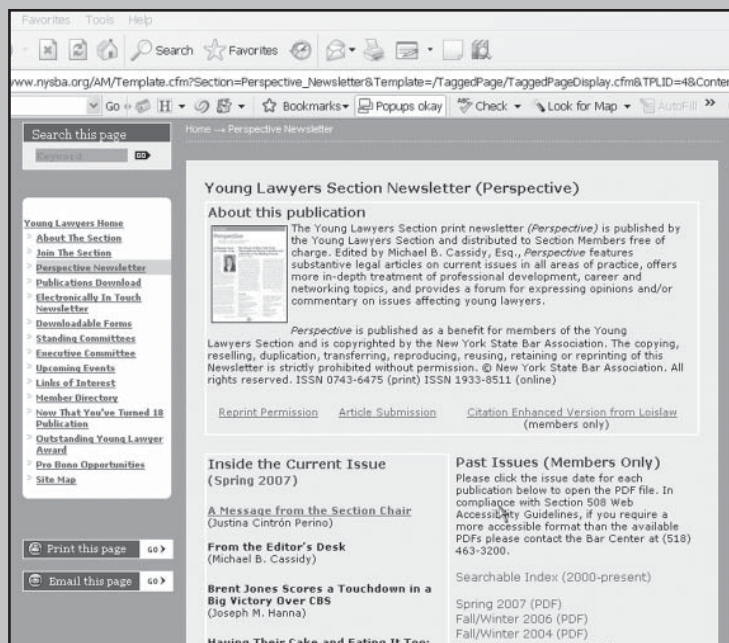 Favorites Tools Help
Search Favorites
www.nysba.org/AM/Template.cfm?Section=Perspective_Newsletter&Template=/TaggedPage/TaggedPageDisplay.cfm&TPLID=4&Conten
Go Bookmarks Popups okay Check Look for Map AutoFill »
Search this page
Keyword GO
Home → Perspective Newsletter
Young Lawyers Home
About The Section
Join The Section
Perspective Newsletter
Publications Download
Electronically In Touch
Newsletter
Downloadable Forms
Standing Committees
Executive Committee
Upcoming Events
Links of Interest
Member Directory
Now That You've Turned 18
Publication
Outstanding Young Lawyer
Award
Pro Bono Opportunities
Site Map
Print this page GO
Email this page GO
Young Lawyers Section Newsletter (Perspective)
About this publication
Perspective
The Young Lawyers Section print newsletter (Perspective) is published by
the Young Lawyers Section and distributed to Section Members free of
charge. Edited by Michael B. Cassidy, Esq., Perspective features
substantive legal articles on current issues in all areas of practice, offers
more in-depth treatment of professional development, career and
networking topics, and provides a forum for expressing opinions and/or
commentary on issues affecting young lawyers.
Perspective is published as a benefit for members of the Young
Lawyers Section and is copyrighted by the New York State Bar Association. The copying,
reselling, duplication, transferring, reproducing, reusing, retaining or reprinting of this
Newsletter is strictly prohibited without permission. © New York State Bar Association. All
rights reserved. ISSN 0743-6475 (print) ISSN 1933-8511 (online)
Reprint Permission Article Submission Citation Enhanced Version from Loislaw
(members only)
Inside the Current Issue
(Spring 2007)
A Message from the Section Chair
(Justina Cintrón Perino)
From the Editor's Desk
(Michael B. Cassidy)
Brent Jones Scores a Touchdown in a
Big Victory Over CBS
(Joseph M. Hanna)
Having Their Cake and Eating It Too:
Past Issues (Members Only)
Please click the issue date for each
publication below to open the PDF file. In
compliance with Section 508 Web
Accessibility Guidelines, if you require a
more accessible format than the available
PDFs please contact the Bar Center at (518)
463-3200.
Searchable Index (2000-present)
Spring 2007 (PDF)
Fall/Winter 2006 (PDF)
Fall/Winter 2004 (PDF)